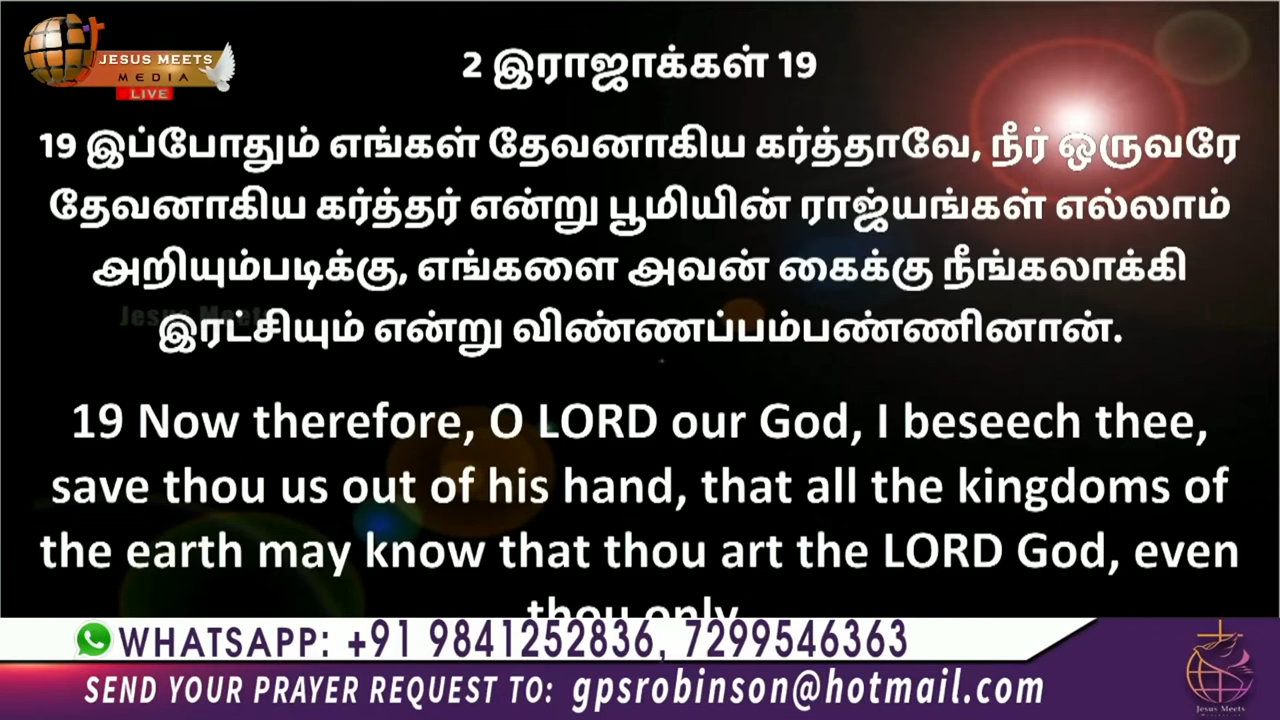 JESUS MEETS
MEDIA
LIVE
2 இராஜாக்கள் 19
19 இப்போதும் எங்கள் தேவனாகிய கர்த்தாவே, நீர் ஒருவரே
தேவனாகிய கர்த்தர் என்று பூமியின் ராஜ்யங்கள் எல்லாம்
அறியும்படிக்கு, எங்களை அவன் கைக்கு நீங்கலாக்கி
Jesus Meets
இரட்சியும் என்று விண்ணப்பம்பண்ணினான்.
19 Now therefore, O LORD our God, I beseech thee,
save thou us out of his hand, that all the kingdoms of
the earth may know that thou art the LORD God, even
thou only
WHATSAPP: +91 9841252836, 7299546363
SEND YOUR PRAYER REQUEST TO: gpsrobinson@hotmail.com
Jesus Meets